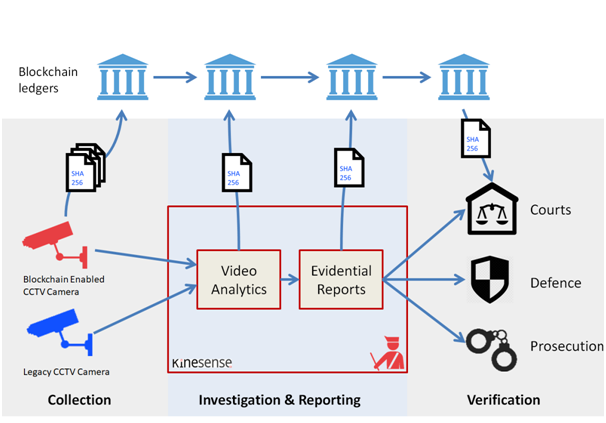 Blockchain
ledgers
SHA
256
SHA
256
SHA
256
SHA
256
Courts
Blockchain Enabled
CCTV Camera
Video
Analytics
Evidential
Reports
Defence
Legacy CCTV Camera
Kinesense
Prosecution
Collection
Investigation & Reporting
Verification